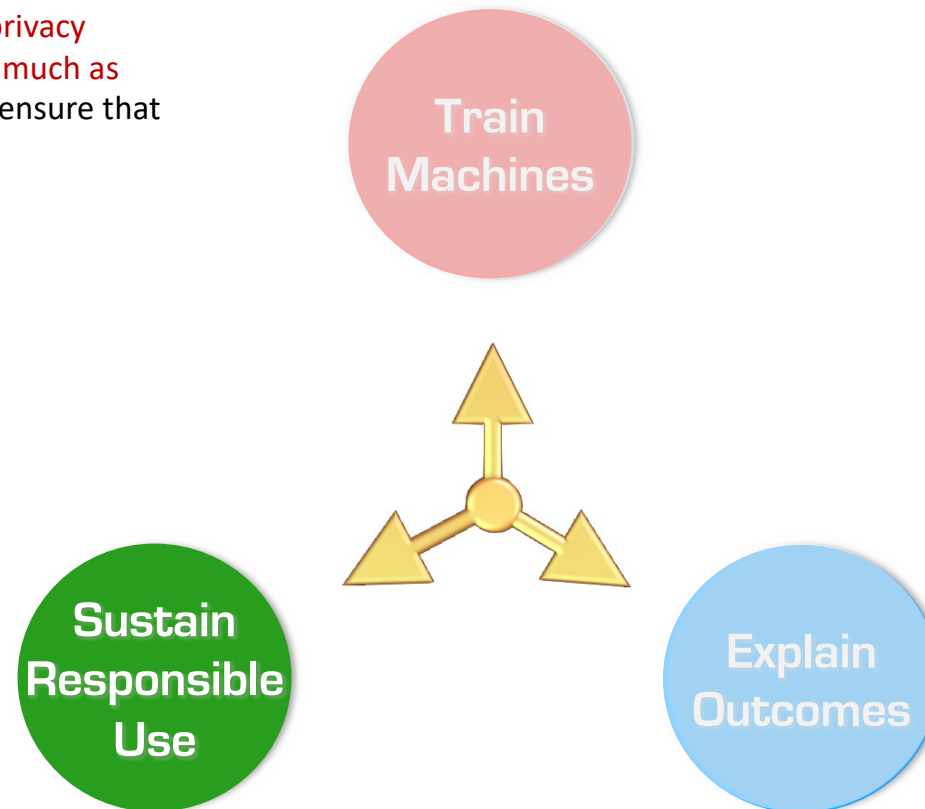 privacy
much as
ensure that
Train
Machines
Sustain
Responsible
Use
Explain
Outcomes